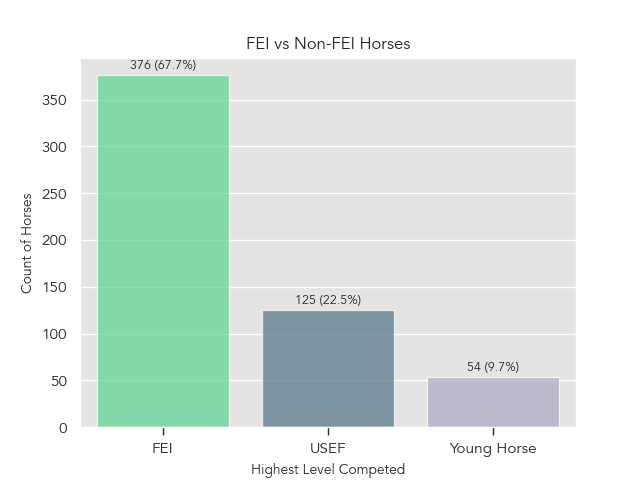 FEI vs Non-FEI Horses
376 (67.7%)
125 (22.5%)
54 (9.7%)
350
300
250
200
150
100
50
0
Count of Horses
FEI
USEF
Young Horse
Highest Level Competed